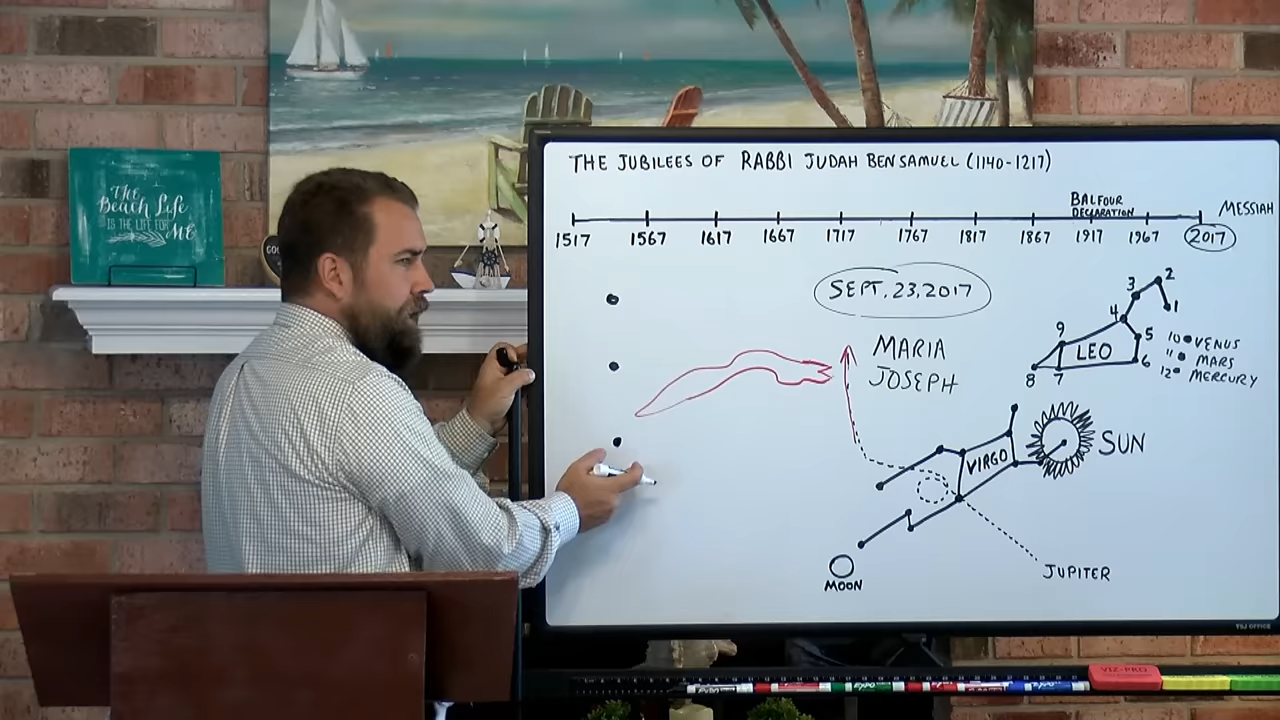 THE JUBILEES OF RABBI JUDAH BEN SAMUEL (1140-1217)
BALFOUR
DECLARATION
MESSIAH
1517 1567 1617 1667 1717 1767 1817 1867 1917 1967 2017
SEPT. 23, 2017
The
Beach Life
IS THE LIFE FOR
ME
MARIA
JOSEPH
1
2
3
4
5
6
7
8
9
LEO
10 VENUS
11 MARS
12 MERCURY
VIRGO
SUN
MOON
JUPITER
VIZ-PRO